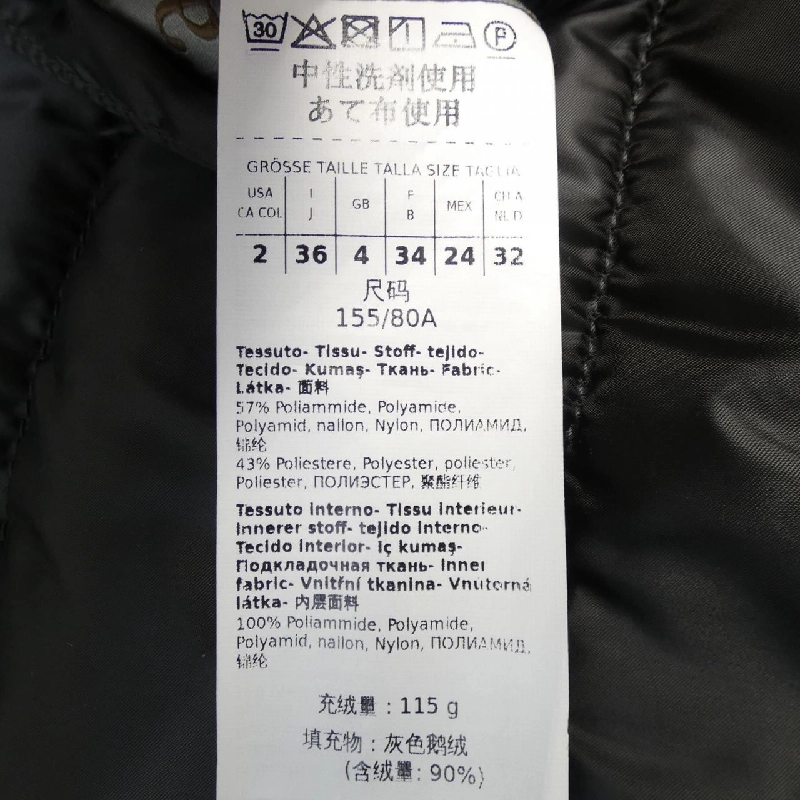 30
P
中性洗剤使用
あて布使用
GRÖSSE TAILLE TALLA SIZE TAGLIA
USA I GB F MEX CH A
CA COL J B NL D
2 36 4 34 24 32
尺码
155/80A
Tessuto- Tissu- Stoff- tejido-
Tecido- Kumaş- Ткань- Fabric-
Látka- 面料
57% Poliammide, Polyamide,
Polyamid, nailon, Nylon, ПОЛИАМИД,
锦纶
43% Poliestere, Polyester, poliester,
Poliester, ПОЛИЭСТЕР, 聚酯纤维
Tessuto interno- Tissu interieur-
Innerer stoff- tejido interno-
Tecido interior- iç kumaş-
Подкладочная ткань- Inner
fabric- Vnitřní tkanina- Vnutorná
látka- 内层面料
100% Poliammide, Polyamide,
Polyamid, nailon, Nylon, ПОЛИАМИД,
锦纶
充绒量：115 g
填充物：灰色鹅绒
(含绒量: 90%)